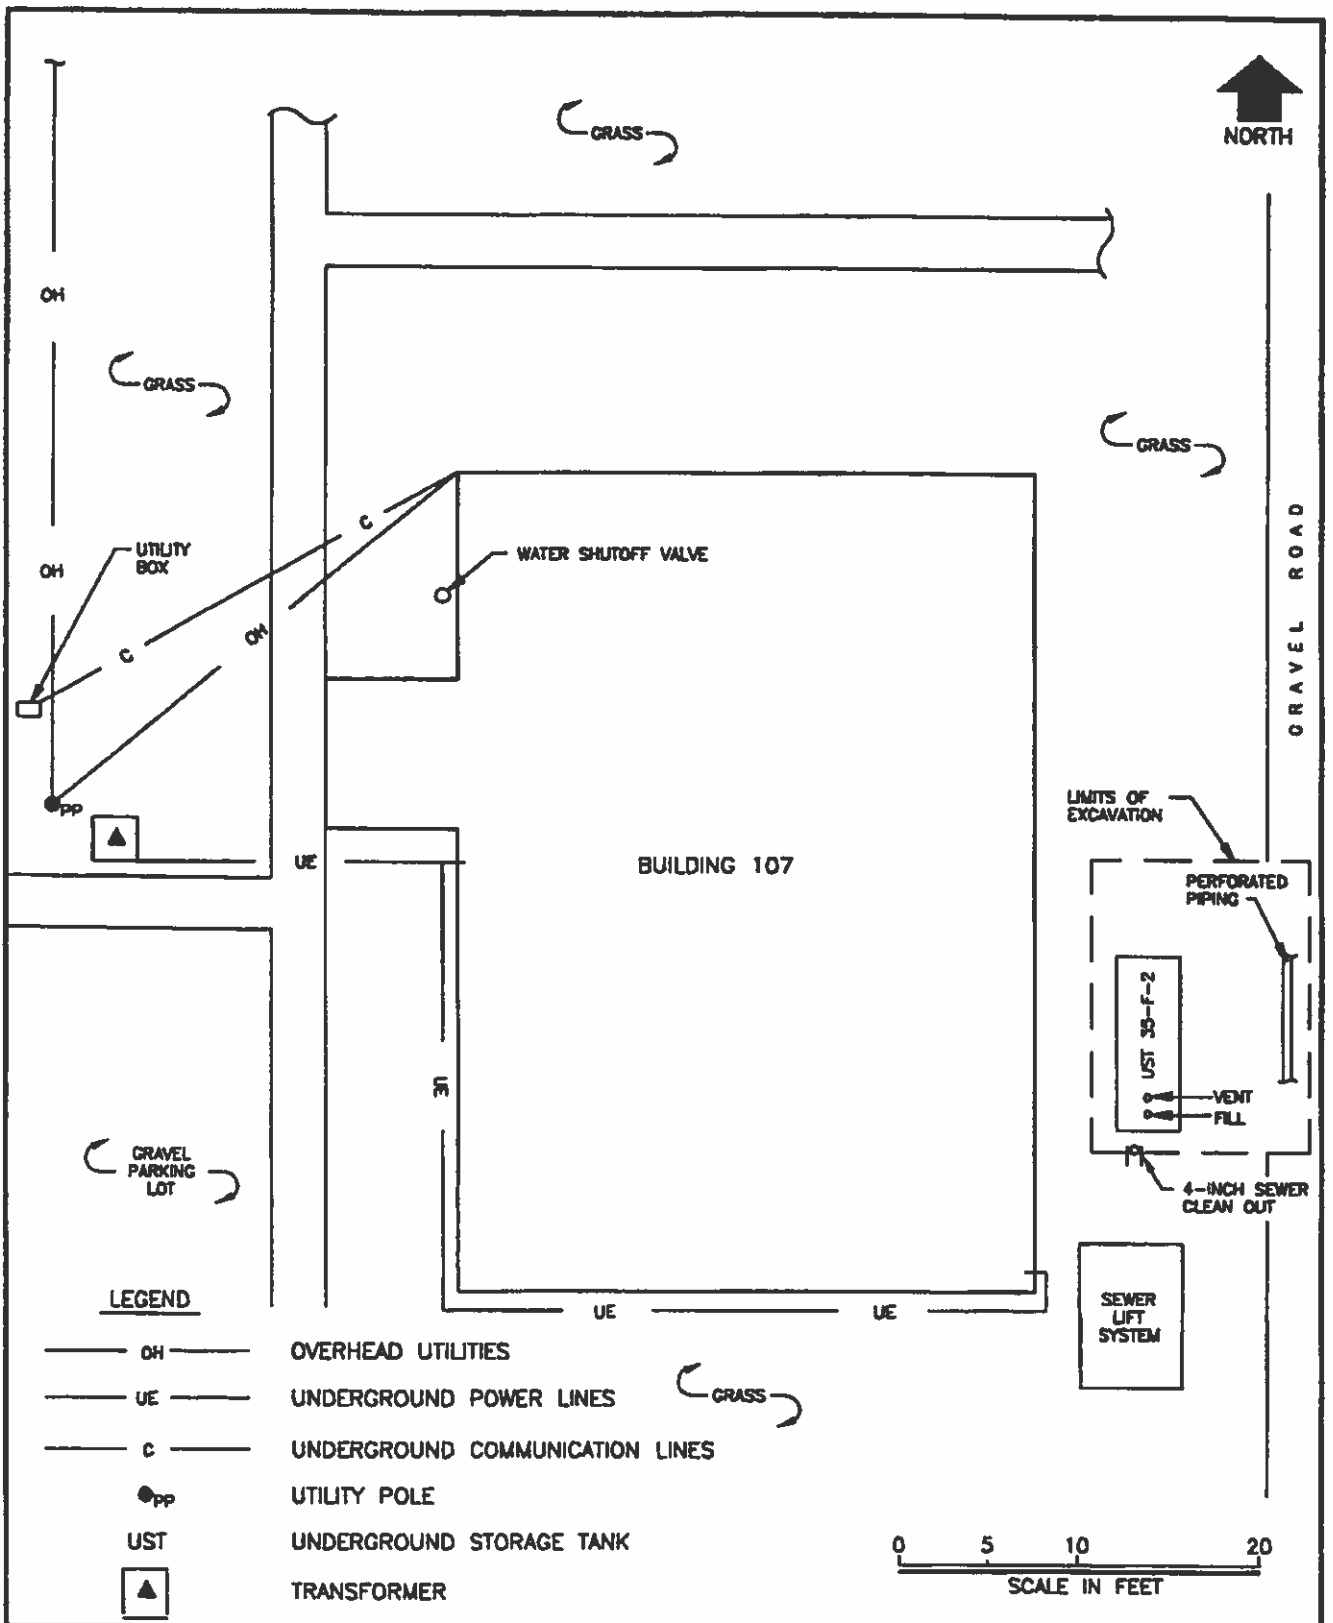 GRASS
NORTH
OH
GRASS
GRASS
C
GRAVEL ROAD
UTILITY
BOX
WATER SHUTOFF VALVE
OH
OH
C
LIMITS OF
EXCAVATION
PP
UE
BUILDING 107
PERFORATED
PIPING
UST 35-F-2
UE
VENT
FILL
GRAVEL
PARKING
LOT
4-INCH SEWER
CLEAN OUT
LEGEND
UE
UE
SEWER
LIFT
SYSTEM
OH OVERHEAD UTILITIES
UE UNDERGROUND POWER LINES
GRASS
C UNDERGROUND COMMUNICATION LINES
PP UTILITY POLE
UST UNDERGROUND STORAGE TANK
TRANSFORMER
0 5 10 20
SCALE IN FEET